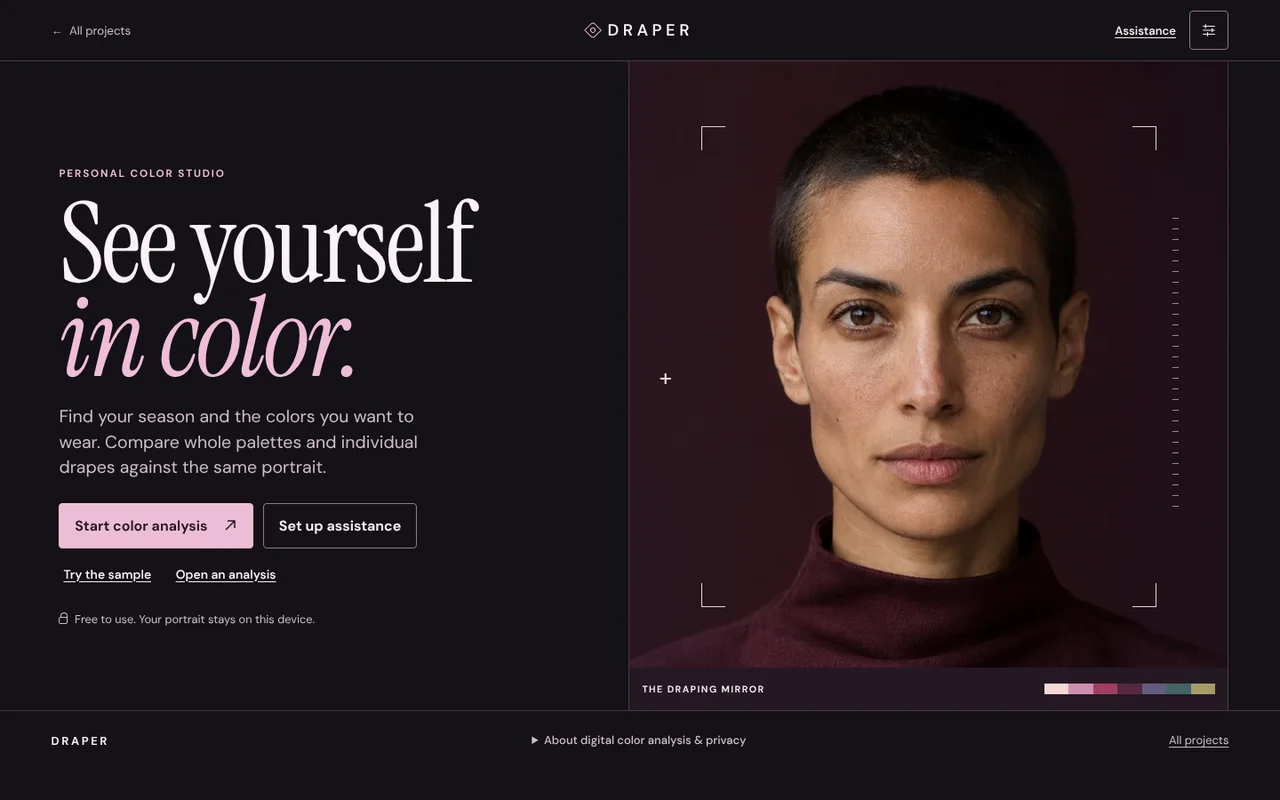 ← All projects
DRAPER
Assistance
PERSONAL COLOR STUDIO
See yourself
in color.
Find your season and the colors you want to
wear. Compare whole palettes and individual
drapes against the same portrait.
Start color analysis
Set up assistance
Try the sample
Open an analysis
Free to use. Your portrait stays on this device.
THE DRAPING MIRROR
DRAPER
About digital color analysis & privacy
All projects